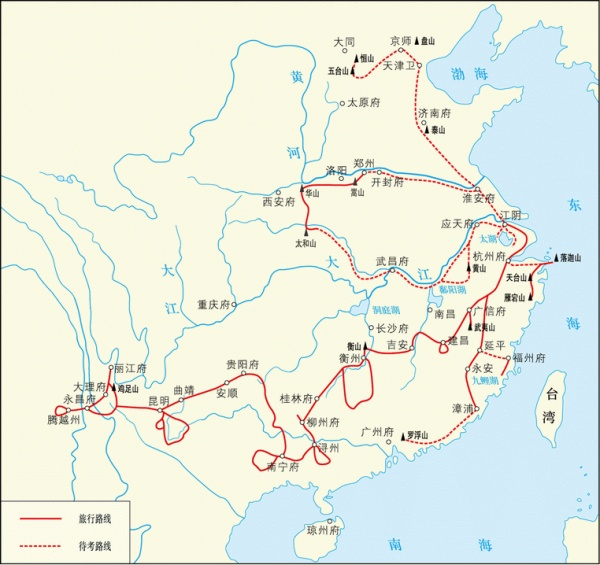 大同
京师
盘山
恒山
五台山
天津卫
渤海
黄河
太原府
济南府
泰山
洛阳
郑州
开封府
西安府
华山
嵩山
淮安府
太和山
应天府
江阴
太湖
东海
大江
武昌府
大江
杭州府
落迦山
黄山
天台山
雁宕山
鄱阳湖
重庆府
洞庭湖
南昌
广信府
武夷山
长沙府
衡山
衡州
吉安
建昌
延平
福州府
丽江府
大理府
鸡足山
永昌府
腾越州
昆明
曲靖
贵阳府
安顺
桂林府
永安
九鲤湖
台湾
柳州府
漳浦
广州府
罗浮山
浔州
南宁府
旅行路线
待考路线
琼州府
南海